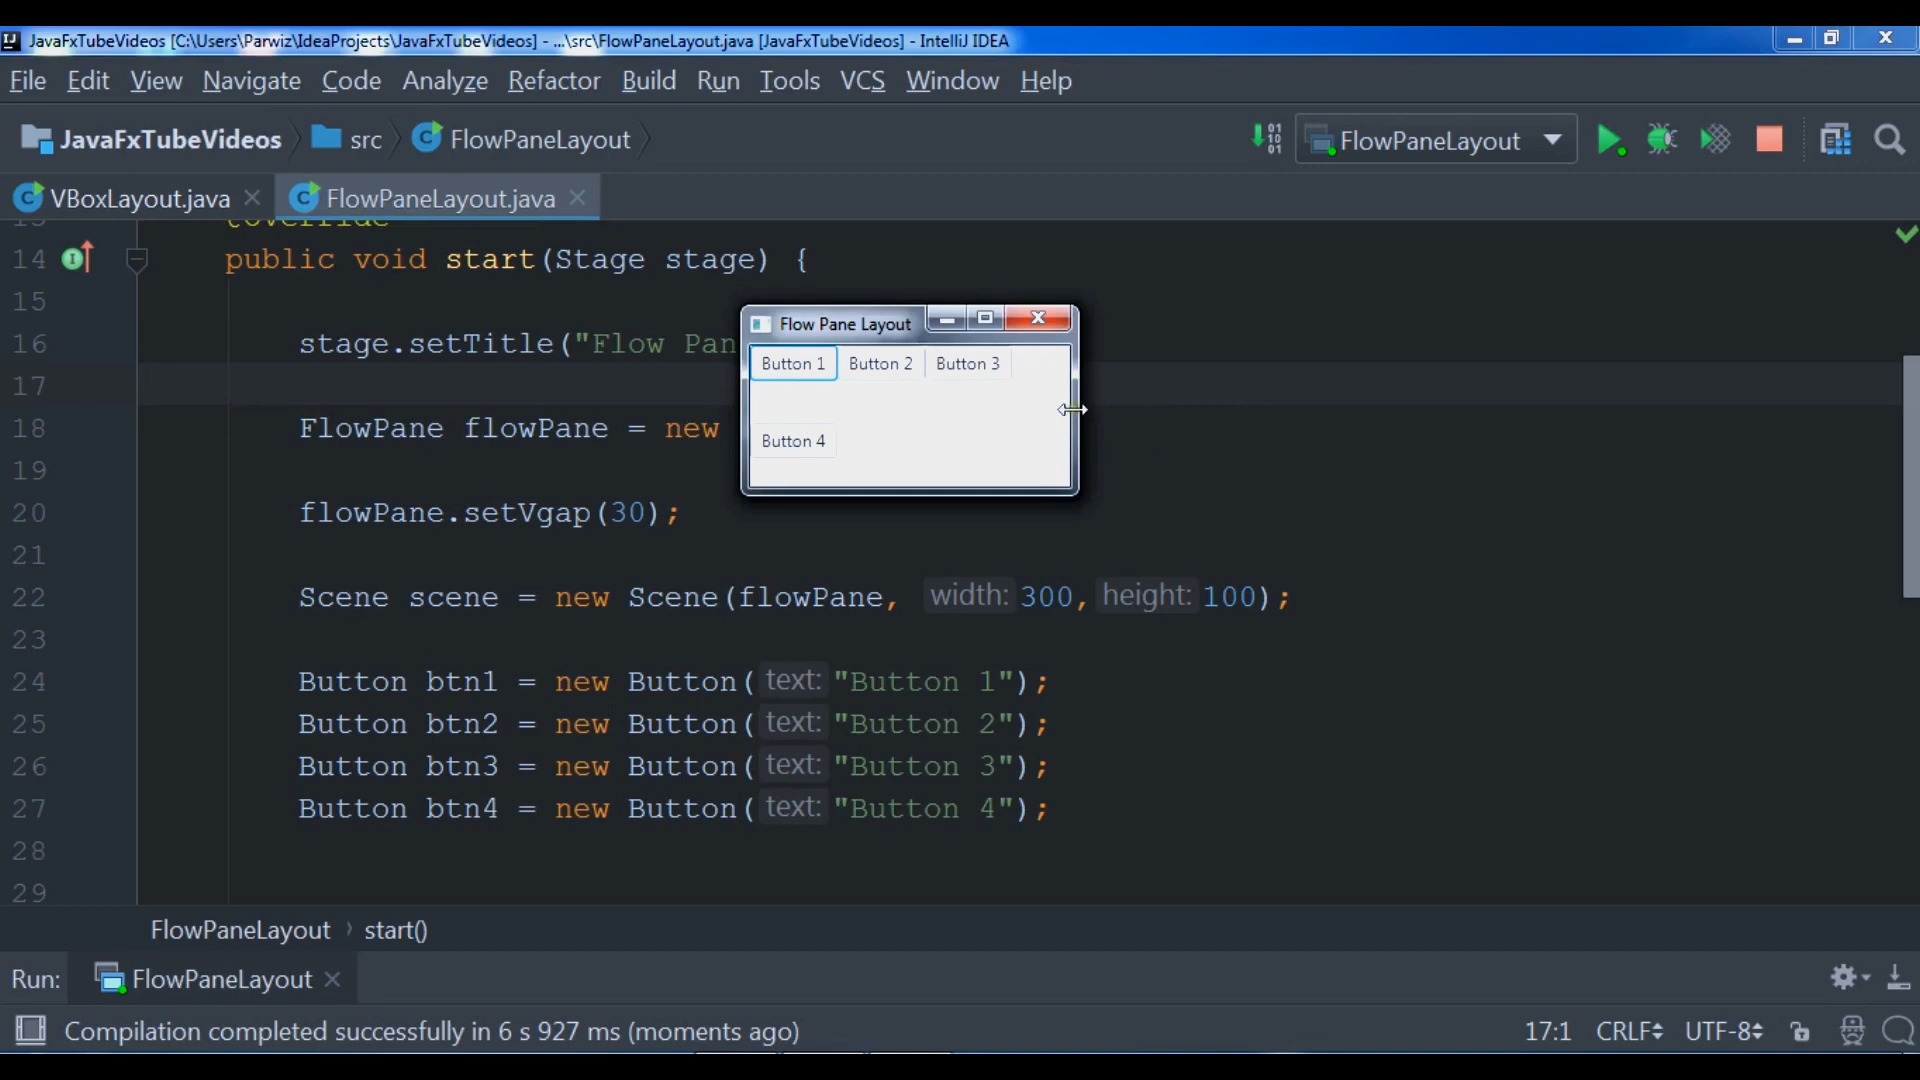 JavaFxTubeVideos [C:\Users\Parwiz\IdeaProjects\JavaFxTubeVideos] - ...\src\FlowPaneLayout.java [JavaFxTubeVideos] - IntelliJ IDEA
File Edit View Navigate Code Analyze Refactor Build Run Tools VCS Window Help
JavaFxTubeVideos src FlowPaneLayout FlowPaneLayout
VBoxLayout.java FlowPaneLayout.java
14 public void start(Stage stage) {
15
16 stage.setTitle("Flow Pan
17
18 FlowPane flowPane = new
19
20 flowPane.setVgap(30);
21
22 Scene scene = new Scene(flowPane, width: 300, height: 100);
23
24 Button btn1 = new Button( text: "Button 1");
25 Button btn2 = new Button( text: "Button 2");
26 Button btn3 = new Button( text: "Button 3");
27 Button btn4 = new Button( text: "Button 4");
28
29
Flow Pane Layout
Button 1 Button 2 Button 3
Button 4
FlowPaneLayout start()
Run: FlowPaneLayout
Compilation completed successfully in 6 s 927 ms (moments ago) 17:1 CRLF UTF-8